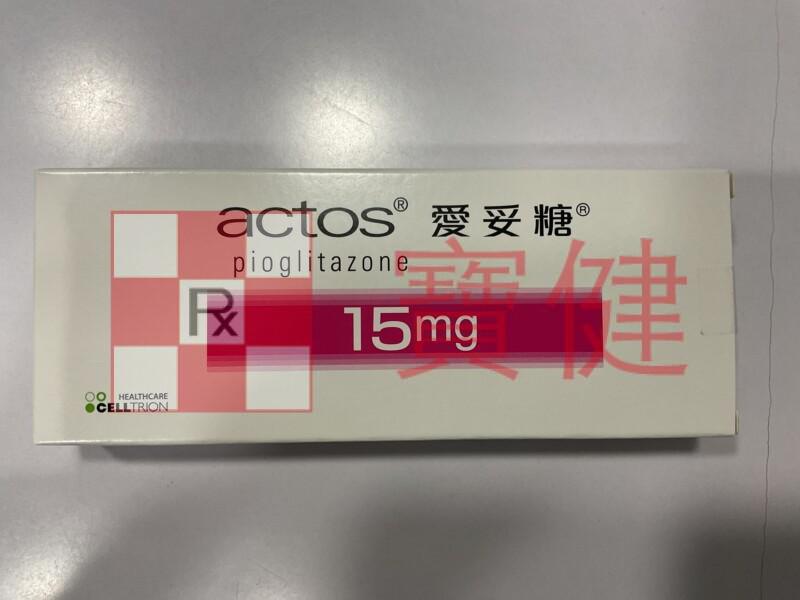 actos® 愛妥糖®
pioglitazone
Rx
15mg
寶健
HEALTHCARE
CELLTRION